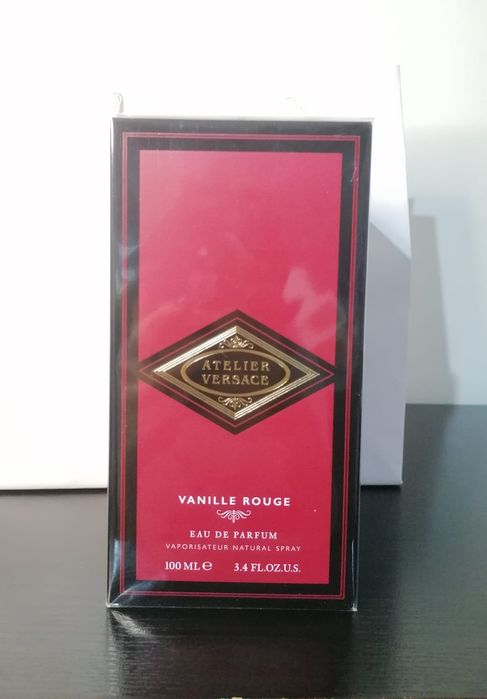 ATELIER
VERSACE
VANILLE ROUGE
EAU DE PARFUM
VAPORISATEUR NATURAL SPRAY
100 ML ℮ 3.4 FL.OZ.U.S.